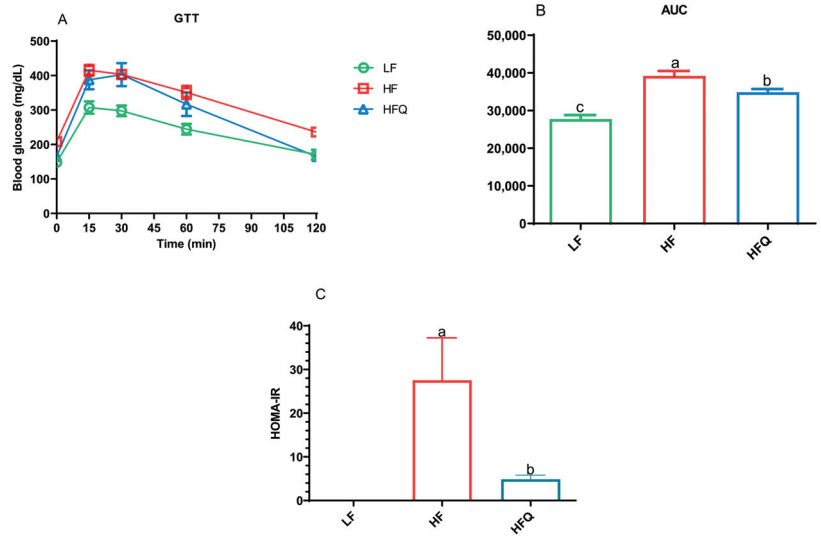 A
GTT
Blood glucose (mg/dL)
500
400
300
200
100
0
0 15 30 45 60 75 90 105 120
Time (min)
LF
HF
HFQ
B
AUC
50,000
40,000
30,000
20,000
10,000
0
c
a
b
LF HF HFQ
C
HOMA-IR
40
30
20
10
0
a
b
LF HF HFQ